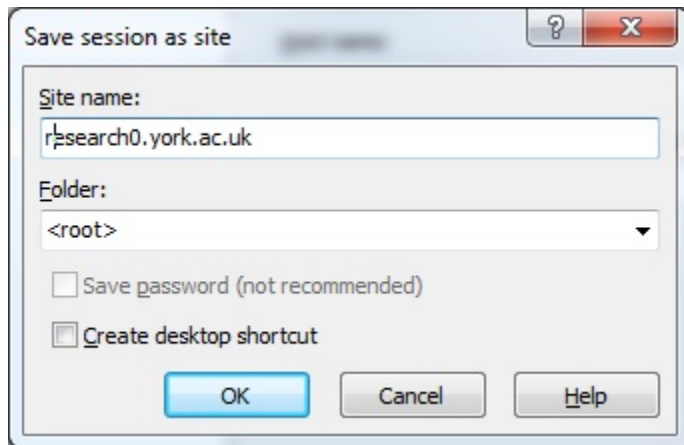 Save session as site
Site name:
research0.york.ac.uk
Folder:
<root>
Save password (not recommended)
Create desktop shortcut
OK Cancel Help